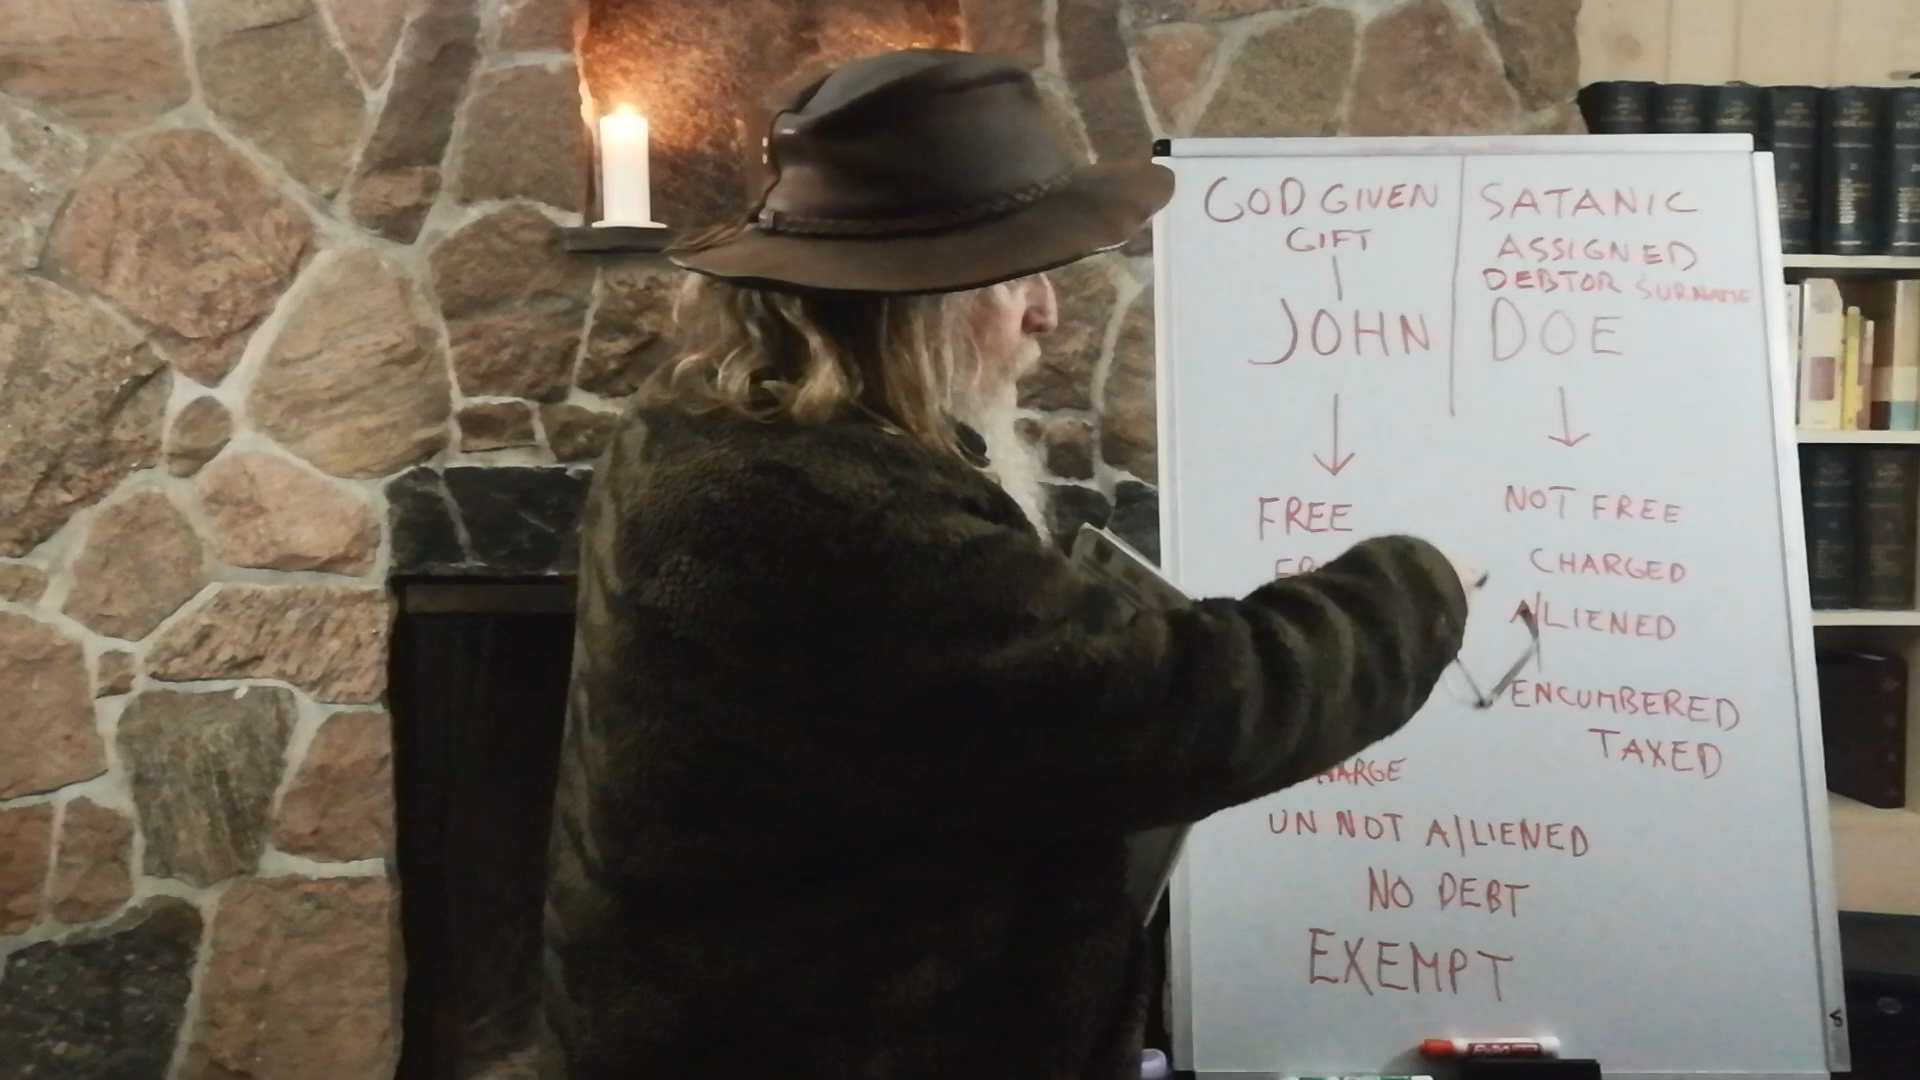 GOD GIVEN
GIFT
JOHN
FREE
HARGE
UN NOT A/LIENED
NO DEBT
EXEMPT
SATANIC
ASSIGNED
DEBTOR SURNAME
DOE
NOT FREE
CHARGED
A/LIENED
ENCUMBERED
TAXED